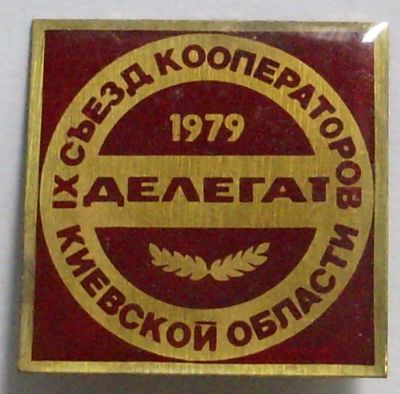 IX СЪЕЗД КООПЕРАТОРОВ
1979
ДЕЛЕГАТ
КИЕВСКОЙ ОБЛАСТИ